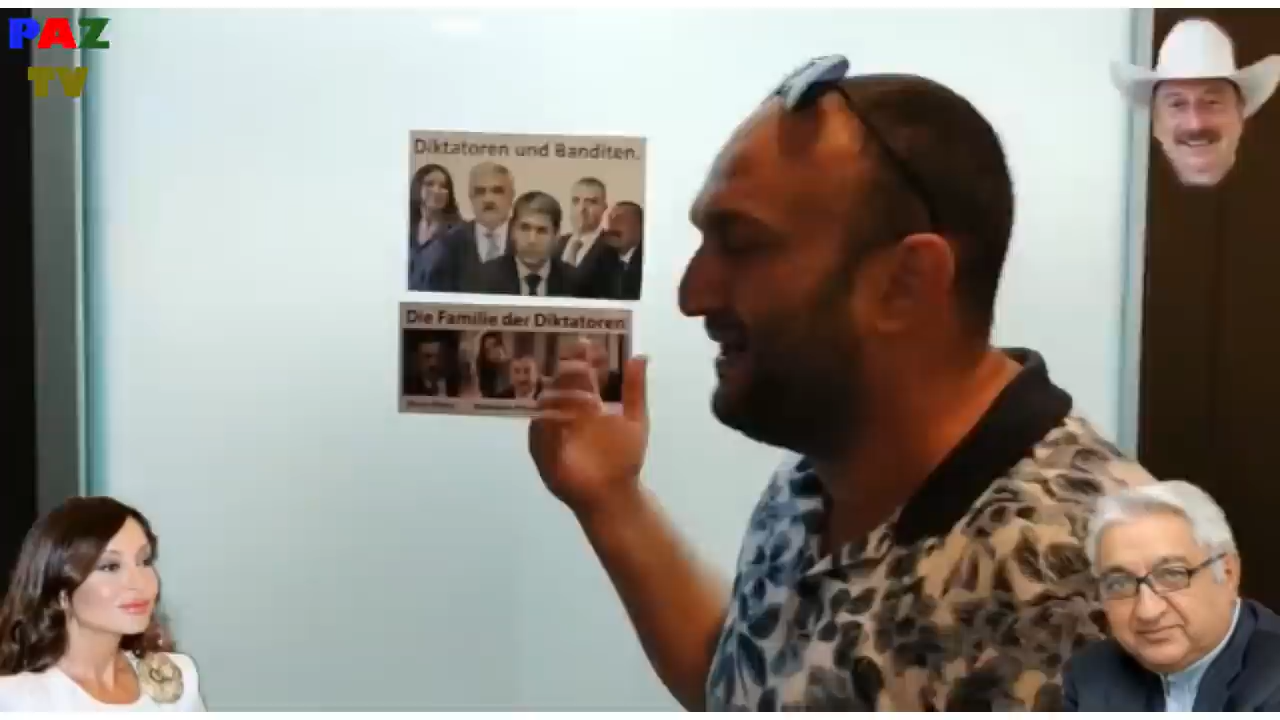 PAZ
TV
Diktatoren und Banditen.
Die Familie der Diktatoren